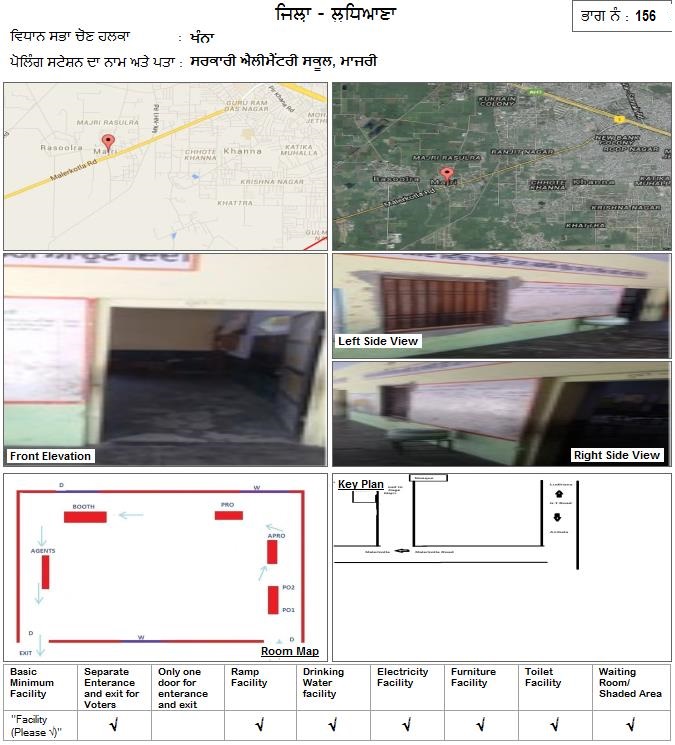 ਜਿਲ੍ਹਾ - ਲੁਧਿਆਣਾ
ਭਾਗ ਨੰ : 156
ਵਿਧਾਨ ਸਭਾ ਚੋਣ ਹਲਕਾ : ਖੰਨਾ
ਪੋਲਿੰਗ ਸਟੇਸ਼ਨ ਦਾ ਨਾਮ ਅਤੇ ਪਤਾ : ਸਰਕਾਰੀ ਐਲੀਮੈਂਟਰੀ ਸਕੂਲ, ਮਾਜਰੀ
GURU RAM
DAS NAGAR
MAJRI RASULRA
Rasoolra
Majri
CHHOTE
KHANNA
Khanna
KATIKA
MUHALLA
Malerkotla Rd
KRISHNA NAGAR
KHATTRA
KUKRAIN
COLONY
NEW BANK
COLONY
ROOP NAGAR
MAJRI RASULRA
RANJIT NAGAR
Rasoolra
Majri
CHHOTE
KHANNA
Khanna
Malerkotla Rd
KRISHNA NAGAR
KHATTRA
Left Side View
Front Elevation
Right Side View
D
W
BOOTH
PRO
AGENTS
APRO
PO2
PO1
D
W
D
EXIT
Room Map
Key Plan
Ludhiana
G.T Road
Ambala
Malerkotla
Malerkotla Road
Basic Minimum Facility
Separate Enterance and exit for Voters
Only one door for enterance and exit
Ramp Facility
Drinking Water facility
Electricity Facility
Furniture Facility
Toilet Facility
Waiting Room/ Shaded Area
"Facility (Please √)"
√ √ √ √ √ √ √